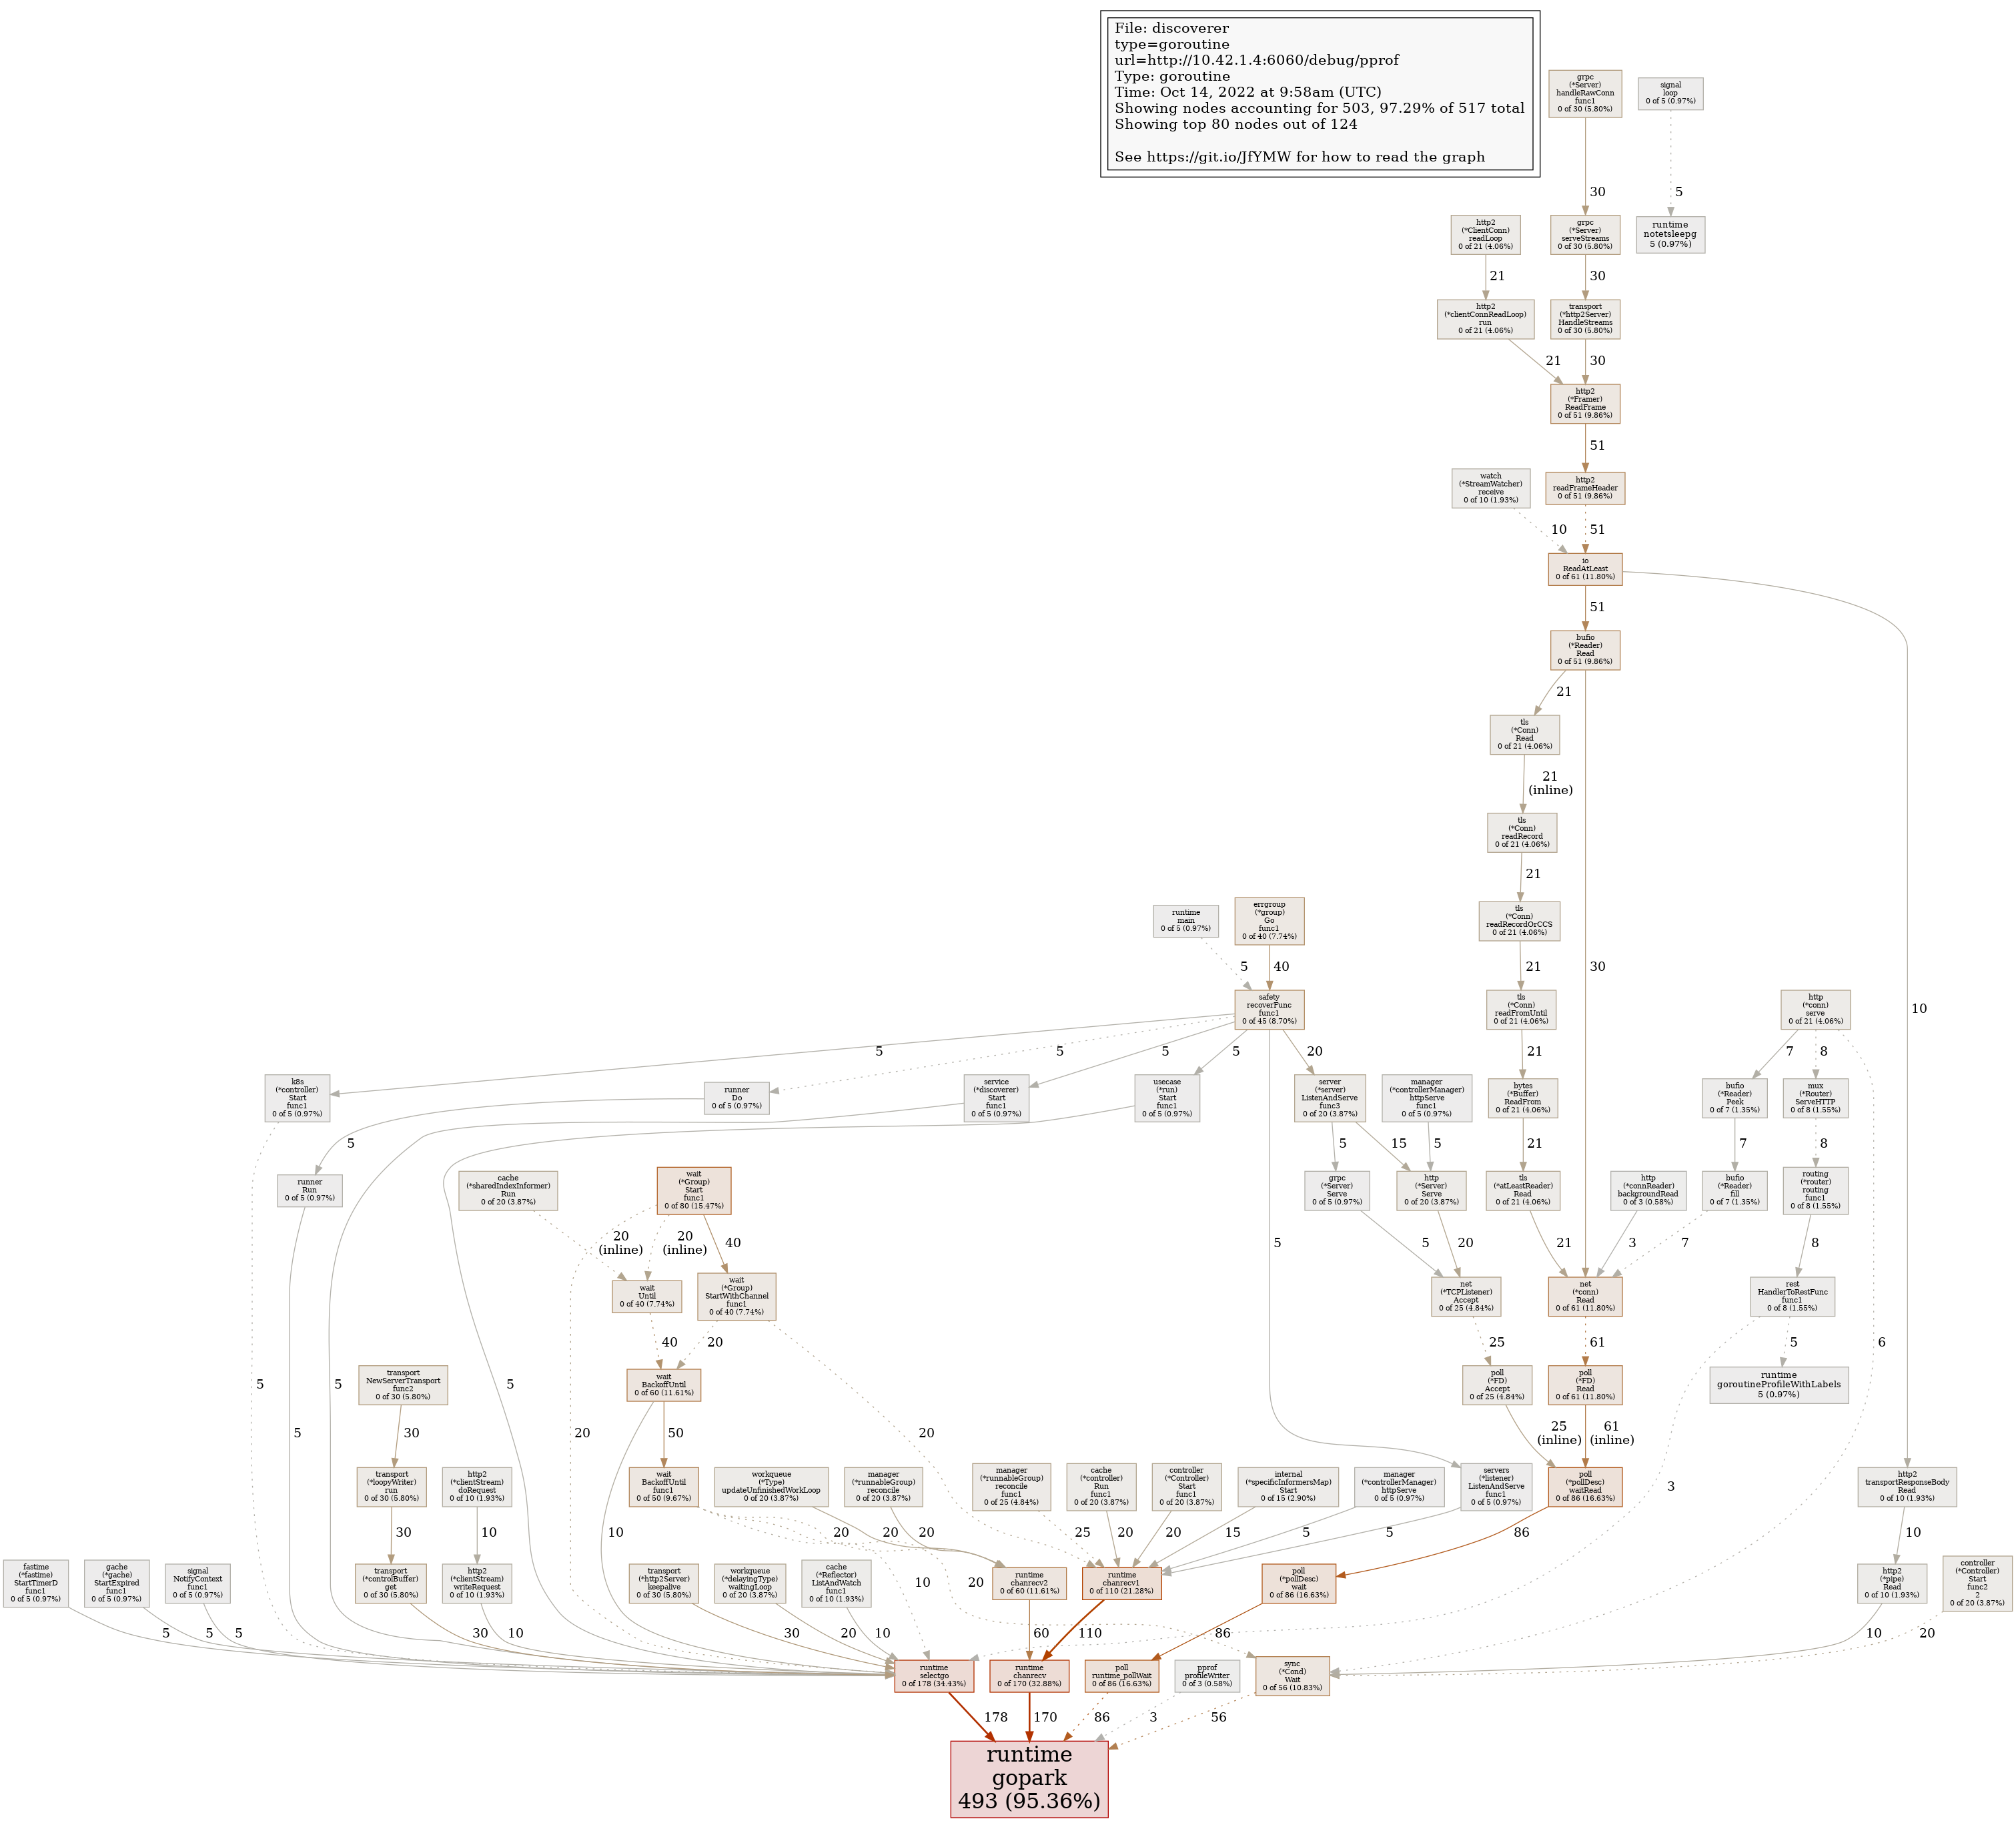 File: discoverer
type=goroutine
url=http://10.42.1.4:6060/debug/pprof
Type: goroutine
Time: Oct 14, 2022 at 9:58am (UTC)
Showing nodes accounting for 503, 97.29% of 517 total
Showing top 80 nodes out of 124
See https://git.io/JfYMW for how to read the graph
grpc
(*Server)
handleRawConn
func1
0 of 30 (5.80%)
signal
loop
0 of 5 (0.97%)
30
5
http2
(*ClientConn)
readLoop
0 of 21 (4.06%)
grpc
(*Server)
serveStreams
0 of 30 (5.80%)
runtime
notetsleepg
5 (0.97%)
21
30
http2
(*clientConnReadLoop)
run
0 of 21 (4.06%)
transport
(*http2Server)
HandleStreams
0 of 30 (5.80%)
21
30
http2
(*Framer)
ReadFrame
0 of 51 (9.86%)
51
watch
(*StreamWatcher)
receive
0 of 10 (1.93%)
http2
readFrameHeader
0 of 51 (9.86%)
10
51
io
ReadAtLeast
0 of 61 (11.80%)
51
bufio
(*Reader)
Read
0 of 51 (9.86%)
21
tls
(*Conn)
Read
0 of 21 (4.06%)
21
(inline)
tls
(*Conn)
readRecord
0 of 21 (4.06%)
21
runtime
main
0 of 5 (0.97%)
errgroup
(*group)
Go
func1
0 of 40 (7.74%)
tls
(*Conn)
readRecordOrCCS
0 of 21 (4.06%)
5
40
21
30
safety
recoverFunc
func1
0 of 45 (8.70%)
tls
(*Conn)
readFromUntil
0 of 21 (4.06%)
http
(*conn)
serve
0 of 21 (4.06%)
10
5
5
5
5
20
5
21
7
8
6
k8s
(*controller)
Start
func1
0 of 5 (0.97%)
runner
Do
0 of 5 (0.97%)
service
(*discoverer)
Start
func1
0 of 5 (0.97%)
usecase
(*run)
Start
func1
0 of 5 (0.97%)
server
(*server)
ListenAndServe
func3
0 of 20 (3.87%)
manager
(*controllerManager)
httpServe
func1
0 of 5 (0.97%)
bytes
(*Buffer)
ReadFrom
0 of 21 (4.06%)
bufio
(*Reader)
Peek
0 of 7 (1.35%)
mux
(*Router)
ServeHTTP
0 of 8 (1.55%)
5
5
15
5
21
7
8
runner
Run
0 of 5 (0.97%)
cache
(*sharedIndexInformer)
Run
0 of 20 (3.87%)
wait
(*Group)
Start
func1
0 of 80 (15.47%)
grpc
(*Server)
Serve
0 of 5 (0.97%)
http
(*Server)
Serve
0 of 20 (3.87%)
tls
(*atLeastReader)
Read
0 of 21 (4.06%)
http
(*connReader)
backgroundRead
0 of 3 (0.58%)
bufio
(*Reader)
fill
0 of 7 (1.35%)
routing
(*router)
routing
func1
0 of 8 (1.55%)
20
(inline)
20
(inline)
40
5
20
21
3
7
8
wait
Until
0 of 40 (7.74%)
wait
(*Group)
StartWithChannel
func1
0 of 40 (7.74%)
net
(*TCPListener)
Accept
0 of 25 (4.84%)
net
(*conn)
Read
0 of 61 (11.80%)
rest
HandlerToRestFunc
func1
0 of 8 (1.55%)
40
20
25
61
5
transport
NewServerTransport
func2
0 of 30 (5.80%)
wait
BackoffUntil
0 of 60 (11.61%)
poll
(*FD)
Accept
0 of 25 (4.84%)
poll
(*FD)
Read
0 of 61 (11.80%)
runtime
goroutineProfileWithLabels
5 (0.97%)
5
5
5
5
30
20
50
20
25
(inline)
61
(inline)
3
transport
(*loopyWriter)
run
0 of 30 (5.80%)
http2
(*clientStream)
doRequest
0 of 10 (1.93%)
wait
BackoffUntil
func1
0 of 50 (9.67%)
workqueue
(*Type)
updateUnfinishedWorkLoop
0 of 20 (3.87%)
manager
(*runnableGroup)
reconcile
0 of 20 (3.87%)
manager
(*runnableGroup)
reconcile
func1
0 of 25 (4.84%)
cache
(*controller)
Run
func1
0 of 20 (3.87%)
controller
(*Controller)
Start
func1
0 of 20 (3.87%)
internal
(*specificInformersMap)
Start
0 of 15 (2.90%)
manager
(*controllerManager)
httpServe
0 of 5 (0.97%)
servers
(*listener)
ListenAndServe
func1
0 of 5 (0.97%)
poll
(*pollDesc)
waitRead
0 of 86 (16.63%)
http2
transportResponseBody
Read
0 of 10 (1.93%)
30
10
10
20
20
25
20
20
15
5
5
86
10
fastime
(*fastime)
StartTimerD
func1
0 of 5 (0.97%)
gache
(*gache)
StartExpired
func1
0 of 5 (0.97%)
signal
NotifyContext
func1
0 of 5 (0.97%)
transport
(*controlBuffer)
get
0 of 30 (5.80%)
http2
(*clientStream)
writeRequest
0 of 10 (1.93%)
transport
(*http2Server)
keepalive
0 of 30 (5.80%)
workqueue
(*delayingType)
waitingLoop
0 of 20 (3.87%)
cache
(*Reflector)
ListAndWatch
func1
0 of 10 (1.93%)
10
20
runtime
chanrecv2
0 of 60 (11.61%)
runtime
chanrecv1
0 of 110 (21.28%)
poll
(*pollDesc)
wait
0 of 86 (16.63%)
http2
(*pipe)
Read
0 of 10 (1.93%)
controller
(*Controller)
Start
func2
2
0 of 20 (3.87%)
5
5
5
30
10
30
20
10
60
110
86
10
20
runtime
selectgo
0 of 178 (34.43%)
runtime
chanrecv
0 of 170 (32.88%)
poll
runtime_pollWait
0 of 86 (16.63%)
pprof
profileWriter
0 of 3 (0.58%)
sync
(*Cond)
Wait
0 of 56 (10.83%)
178
170
86
3
56
runtime
gopark
493 (95.36%)